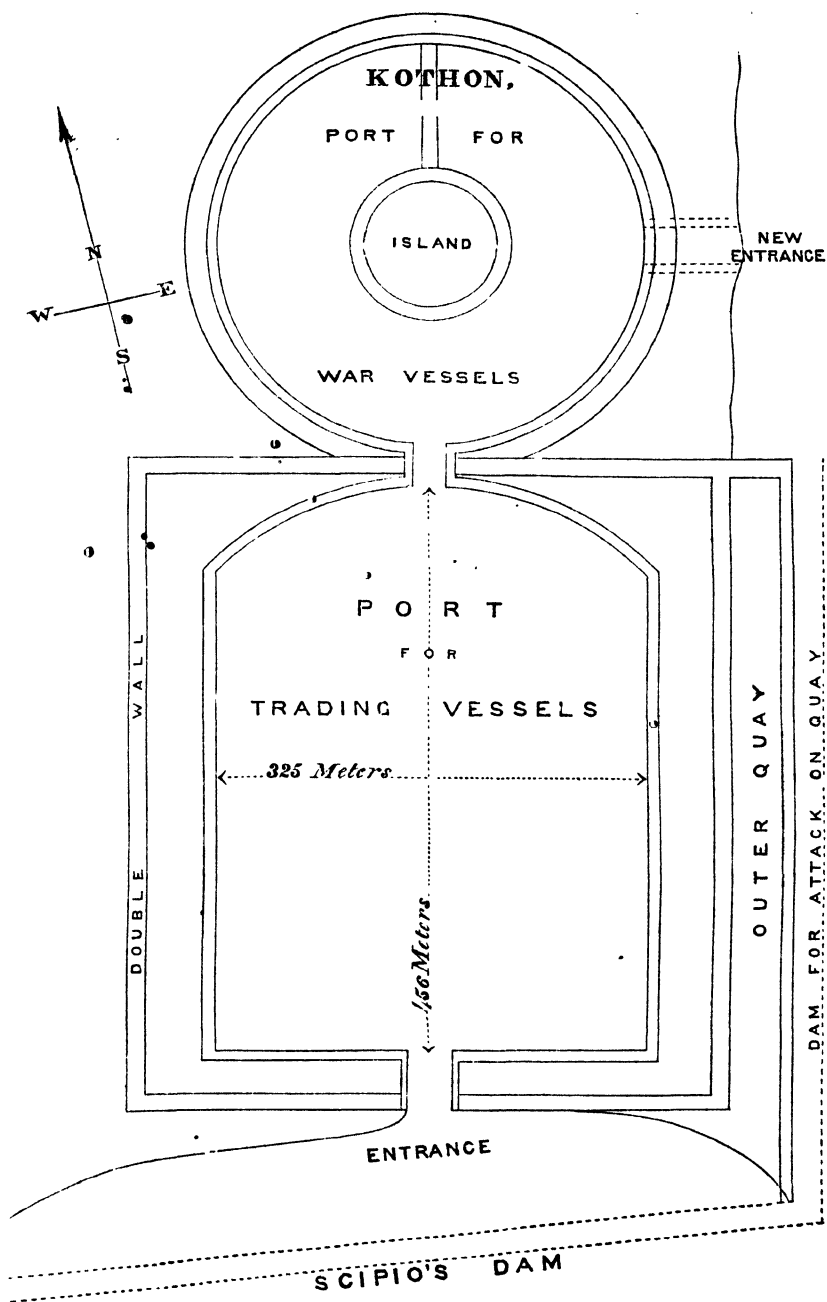 KOTHON,
PORT FOR
ISLAND
WAR VESSELS
NEW
ENTRANCE
N
W E
S
PORT
FOR
TRADING VESSELS
325 Meters
456 Meters
DOUBLE WALL
OUTER QUAY
DAM FOR ATTACK ON QUAY
ENTRANCE
SCIPIO'S DAM